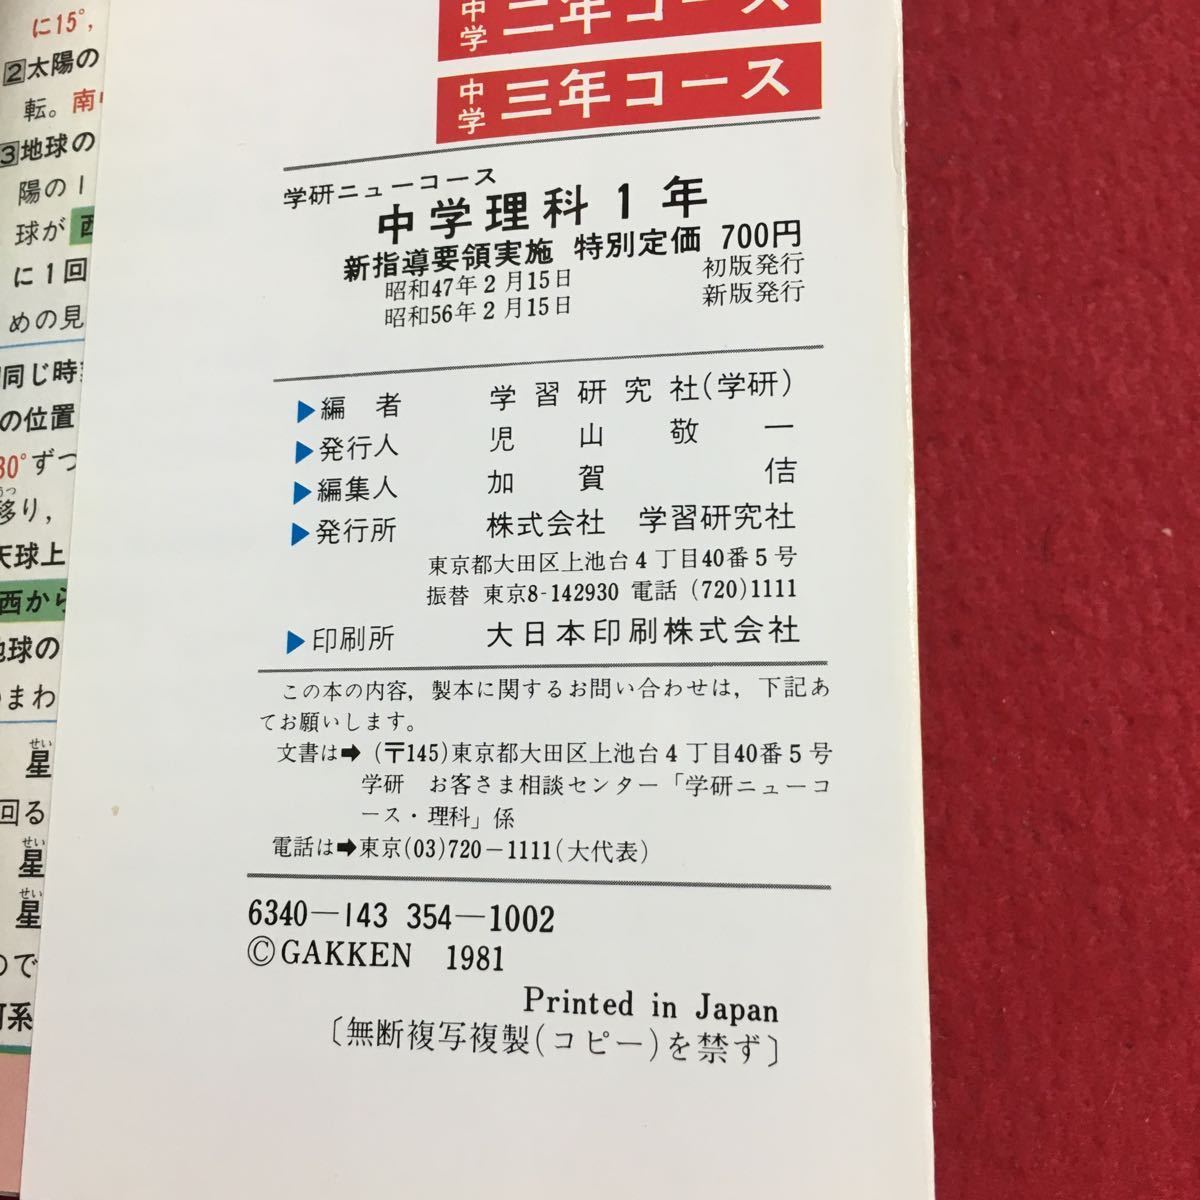 に15°,
2太陽の
転。南中
3地球の
陽の1
球が西
に1回
めの見
同じ時
の位置
30°ずつ
移り,
天球上
西から
地球の
まわ
せい
星
回る
せい
星
せい
星
ので
河系
中学二年コース
中学三年コース
学研ニューコース
中学理科1年
新指導要領実施 特別定価 700円
昭和47年2月15日 初版発行
昭和56年2月15日 新版発行
▶編者 学習研究社(学研)
▶発行人 児山敬一
▶編集人 加賀佶
▶発行所 株式会社 学習研究社
東京都大田区上池台4丁目40番5号
振替 東京8-142930 電話 (720)1111
▶印刷所 大日本印刷株式会社
この本の内容,製本に関するお問い合わせは,下記あ
てお願いします。
文書は➡(〒145)東京都大田区上池台4丁目40番5号
学研 お客さま相談センター「学研ニューコ
ース・理科」係
電話は➡東京(03)720−1111(大代表)
6340—143 354—1002
©GAKKEN 1981
Printed in Japan
〔無断複写複製(コピー)を禁ず〕